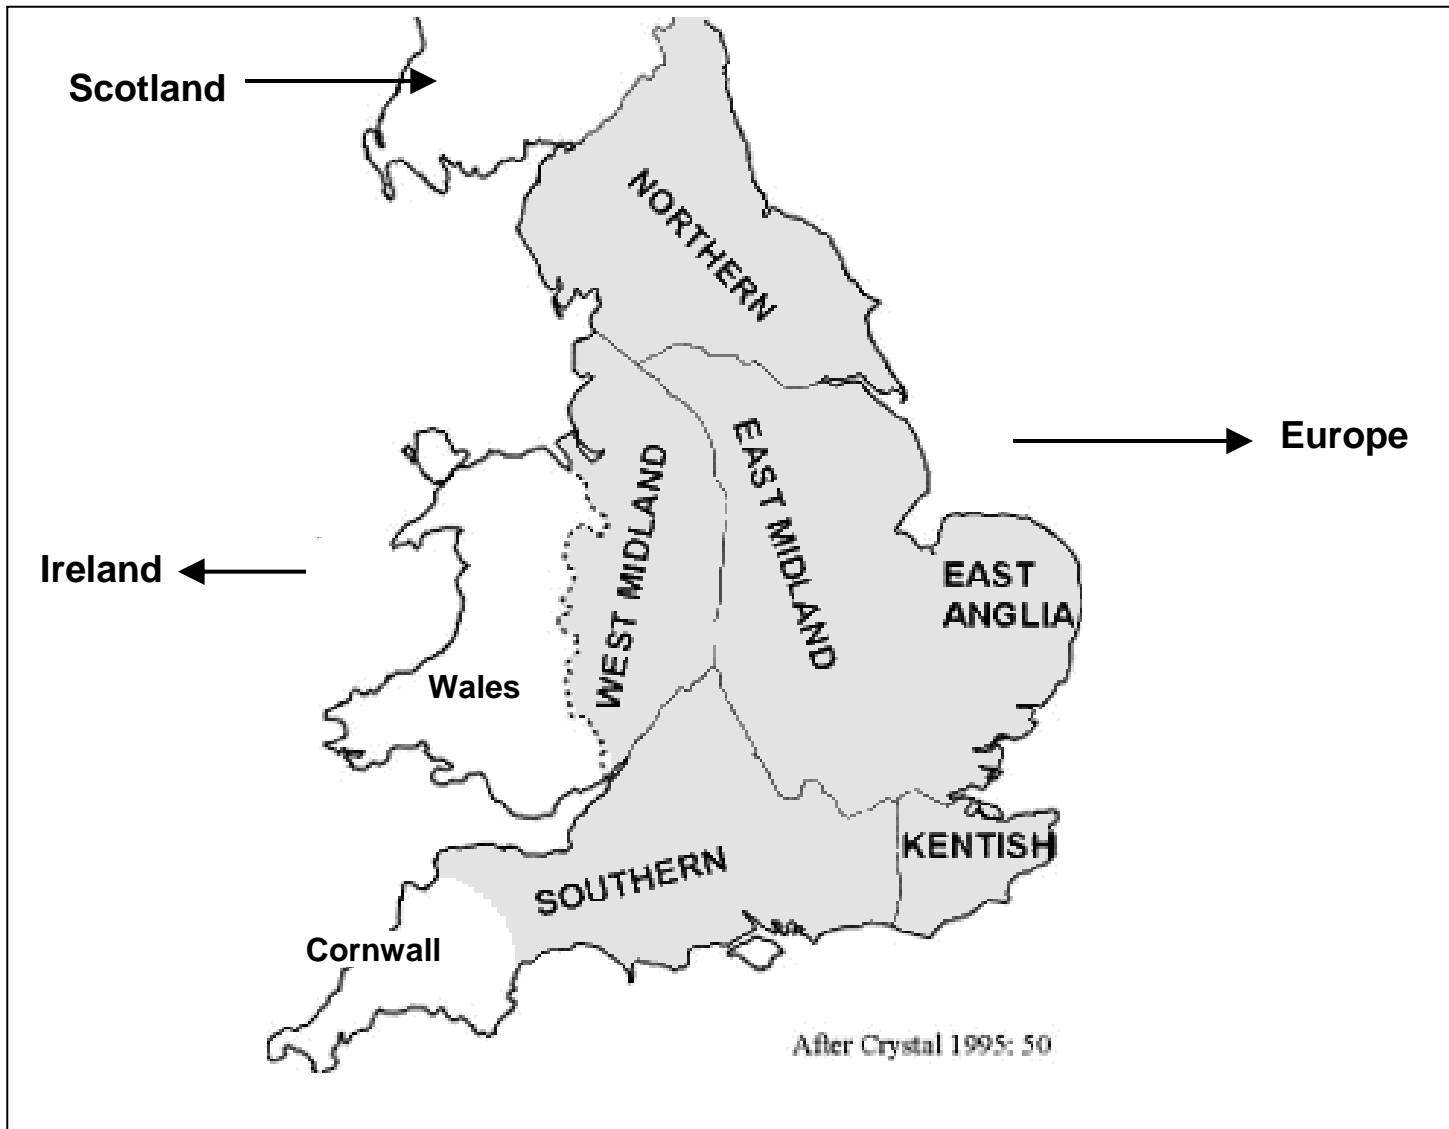 Scotland
NORTHERN
Europe
EAST MIDLAND
WEST MIDLAND
Ireland
EAST
ANGLIA
Wales
KENTISH
SOUTHERN
Cornwall
After Crystal 1995: 50